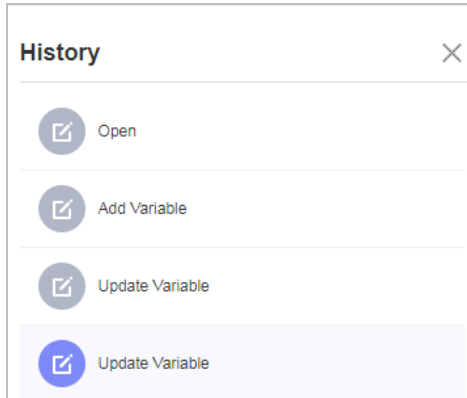 History
Open
Add Variable
Update Variable
Update Variable